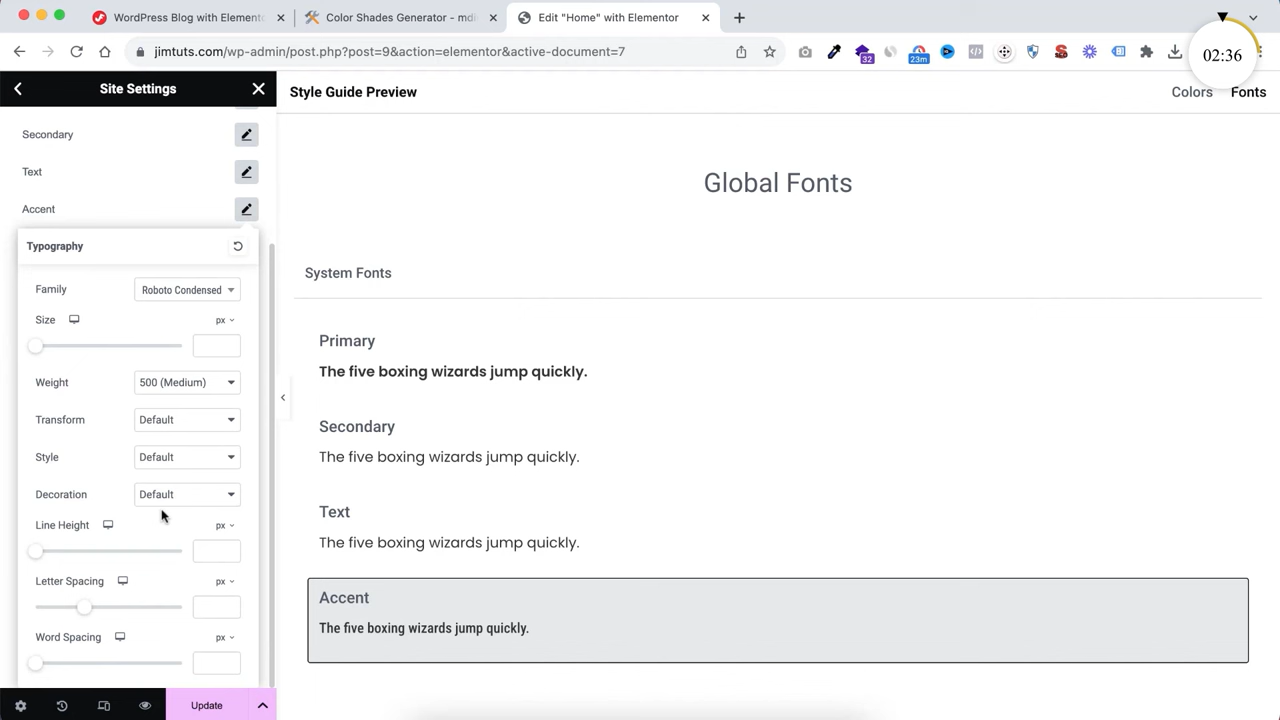 WordPress Blog with Elemento
Color Shades Generator - mdi
Edit "Home" with Elementor
02:36
jimtuts.com/wp-admin/post.php?post=9&action=elementor&active-document=7
32
23m
Site Settings
Style Guide Preview
Colors
Fonts
Secondary
Text
Accent
Typography
Family
Roboto Condensed
Size
px
Weight
500 (Medium)
Transform
Default
Style
Default
Decoration
Default
Line Height
px
Letter Spacing
px
Word Spacing
px
Update
Global Fonts
System Fonts
Primary
The five boxing wizards jump quickly.
Secondary
The five boxing wizards jump quickly.
Text
The five boxing wizards jump quickly.
Accent
The five boxing wizards jump quickly.